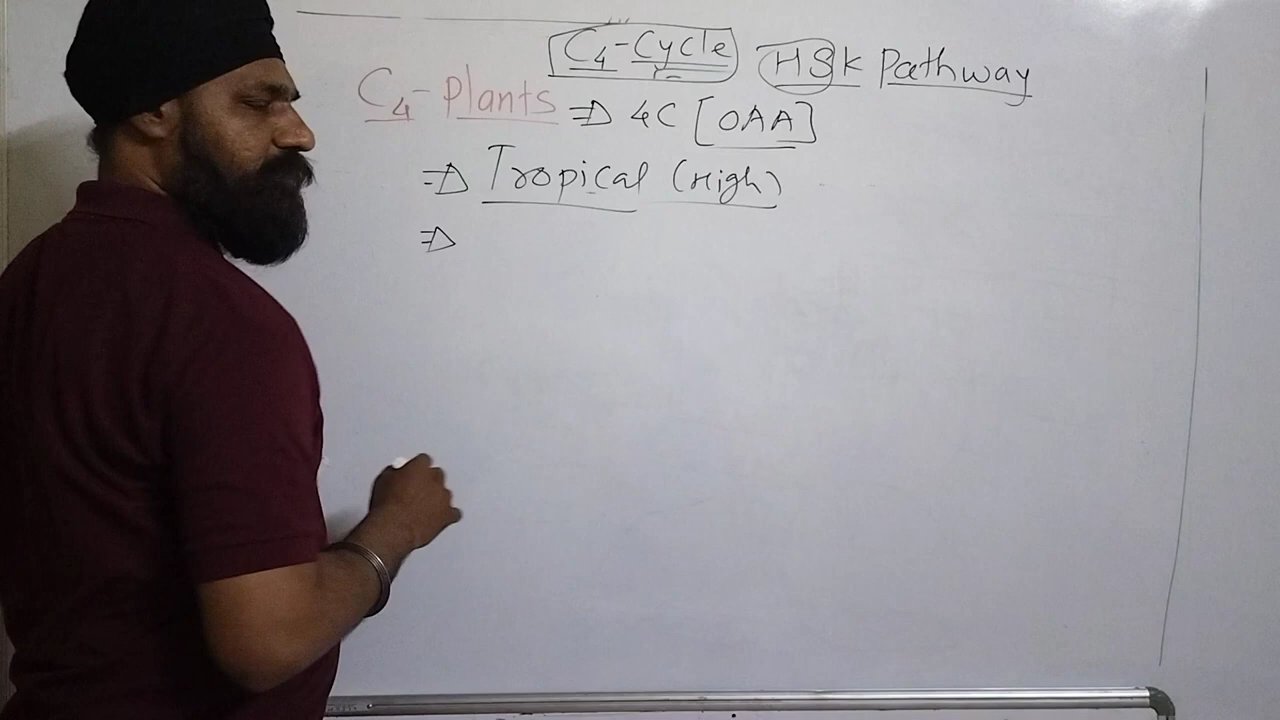 C4-Cycle HSK Pathway
C4-Plants ⇒ 4C [OAA]
⇒ Tropical (High)
⇒